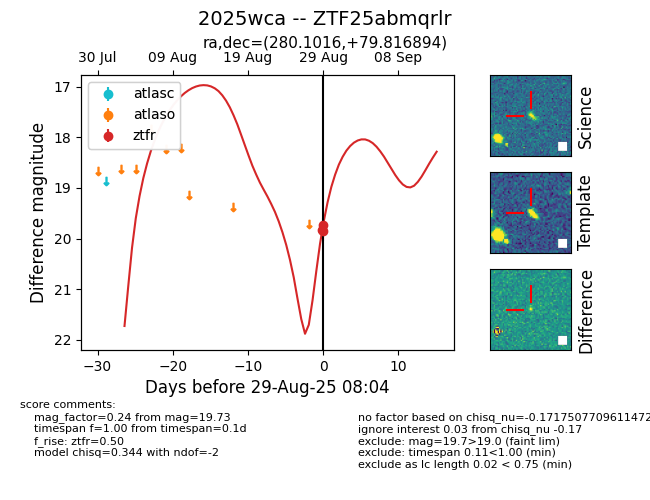 2025wca -- ZTF25abmqrlr
ra,dec=(280.1016,+79.816894)
30 Jul 09 Aug 19 Aug 29 Aug 08 Sep
atlasc
atlaso
ztfr
17
18
19
20
21
22
Difference magnitude
−30 −20 −10 0 10
Days before 29-Aug-25 08:04
Science
Template
Difference
score comments:
mag_factor=0.24 from mag=19.73
timespan f=1.00 from timespan=0.1d
f_rise: ztfr=0.50
model chisq=0.344 with ndof=-2
no factor based on chisq_nu=-0.1717507709611472
ignore interest 0.03 from chisq_nu -0.17
exclude: mag=19.7>19.0 (faint lim)
exclude: timespan 0.11<1.00 (min)
exclude as lc length 0.02 < 0.75 (min)